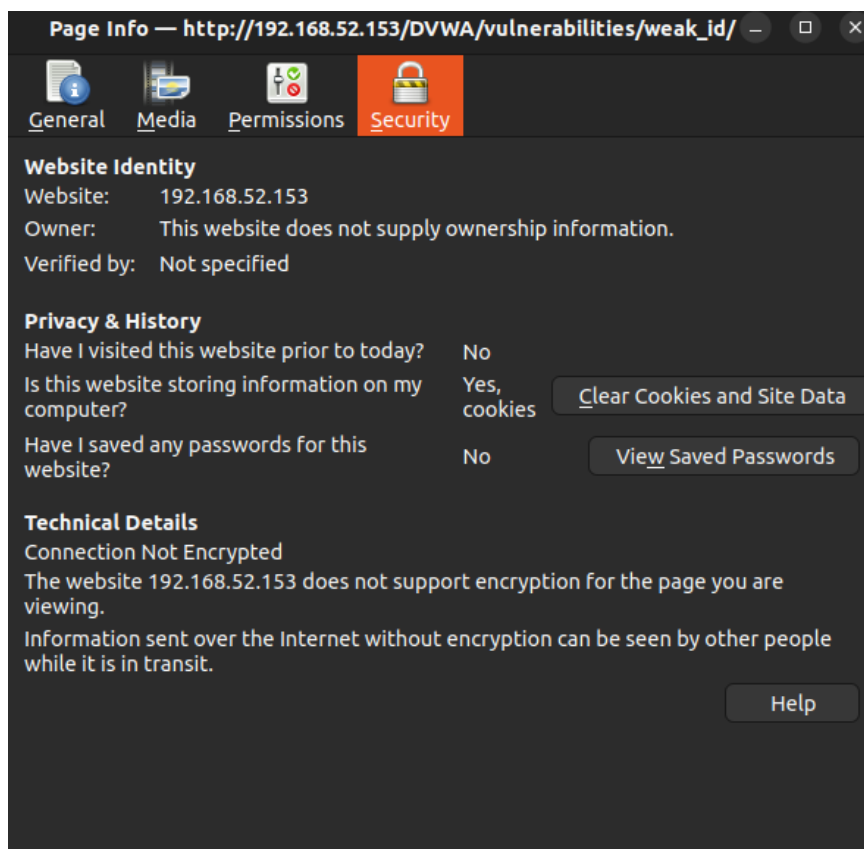 Page Info — http://192.168.52.153/DVWA/vulnerabilities/weak_id/
General Media Permissions Security
Website Identity
Website: 192.168.52.153
Owner: This website does not supply ownership information.
Verified by: Not specified
Privacy & History
Have I visited this website prior to today? No
Is this website storing information on my computer? Yes, cookies Clear Cookies and Site Data
Have I saved any passwords for this website? No View Saved Passwords
Technical Details
Connection Not Encrypted
The website 192.168.52.153 does not support encryption for the page you are
viewing.
Information sent over the Internet without encryption can be seen by other people
while it is in transit.
Help